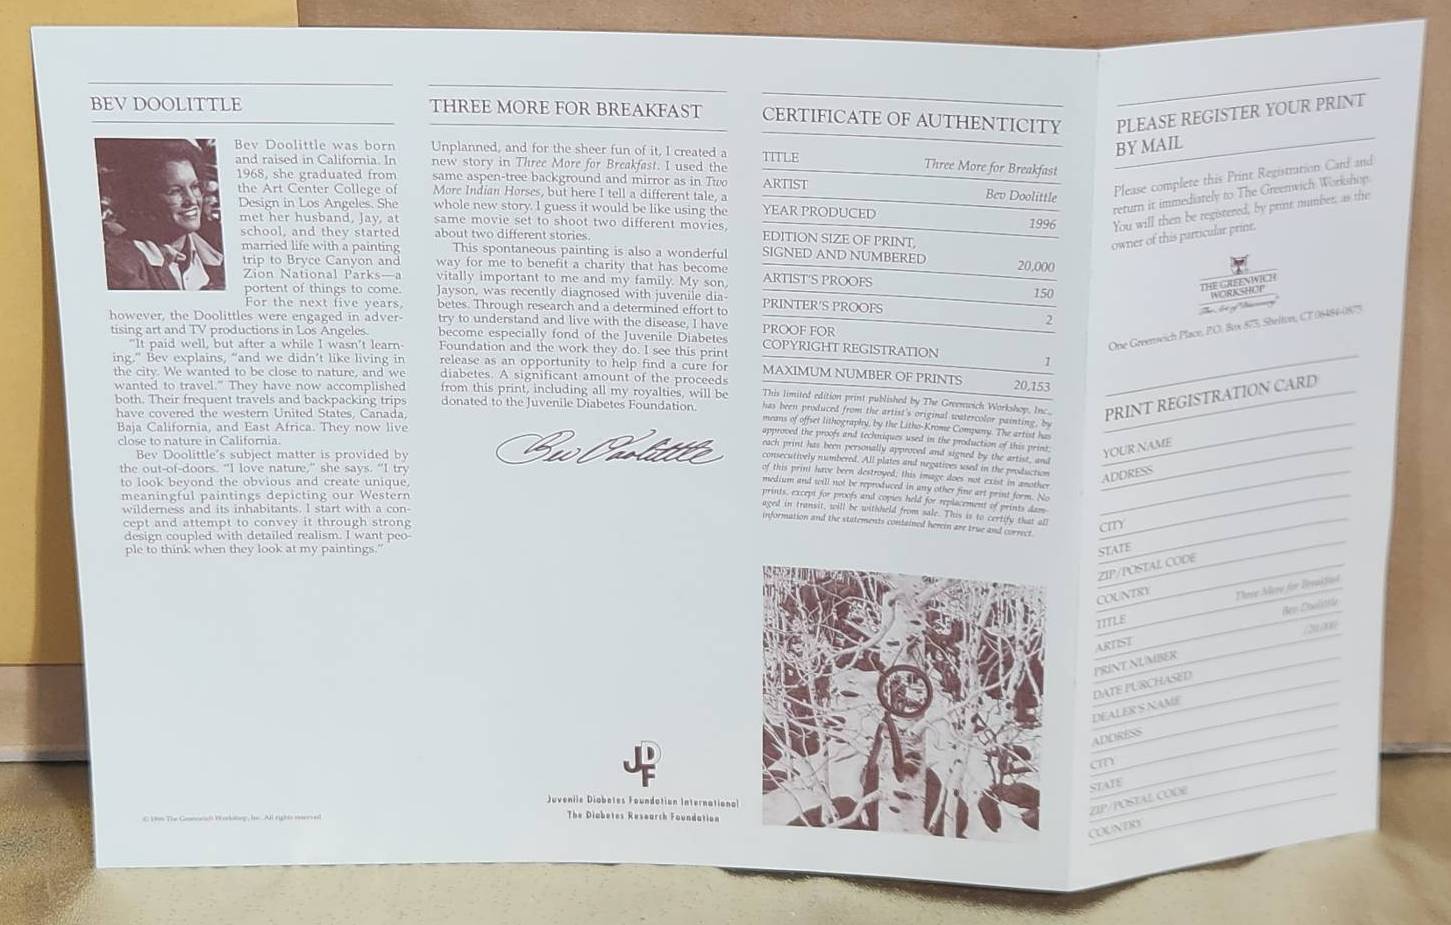 BEV DOOLITTLE
Bev Doolittle was born
and raised in California. In
1968, she graduated from
the Art Center College of
Design in Los Angeles. She
met her husband, Jay, at
school, and they started
married life with a painting
trip to Bryce Canyon and
Zion National Parks—a
portent of things to come.
For the next five years,
however, the Doolittles were engaged in adver-
tising art and TV productions in Los Angeles.
"It paid well, but after a while I wasn't learn-
ing," Bev explains, "and we didn't like living in
the city. We wanted to be close to nature, and we
wanted to travel." They have now accomplished
both. Their frequent travels and backpacking trips
have covered the western United States, Canada,
Baja California, and East Africa. They now live
close to nature in California.
Bev Doolittle's subject matter is provided by
the out-of-doors. "I love nature," she says. "I try
to look beyond the obvious and create unique,
meaningful paintings depicting our Western
wilderness and its inhabitants. I start with a con-
cept and attempt to convey it through strong
design coupled with detailed realism. I want peo-
ple to think when they look at my paintings."
© 1996 The Greenwich Workshop, Inc. All rights reserved
THREE MORE FOR BREAKFAST
Unplanned, and for the sheer fun of it, I created a
new story in Three More for Breakfast. I used the
same aspen-tree background and mirror as in Two
More Indian Horses, but here I tell a different tale, a
whole new story. I guess it would be like using the
same movie set to shoot two different movies,
about two different stories.
This spontaneous painting is also a wonderful
way for me to benefit a charity that has become
vitally important to me and my family. My son,
Jayson, was recently diagnosed with juvenile dia-
betes. Through research and a determined effort to
try to understand and live with the disease, I have
become especially fond of the Juvenile Diabetes
Foundation and the work they do. I see this print
release as an opportunity to help find a cure for
diabetes. A significant amount of the proceeds
from this print, including all my royalties, will be
donated to the Juvenile Diabetes Foundation.
Bev Doolittle
JDF
Juvenile Diabetes Foundation International
The Diabetes Research Foundation
CERTIFICATE OF AUTHENTICITY
TITLE Three More for Breakfast
ARTIST Bev Doolittle
YEAR PRODUCED 1996
EDITION SIZE OF PRINT,
SIGNED AND NUMBERED 20,000
ARTIST'S PROOFS 150
PRINTER'S PROOFS 2
PROOF FOR
COPYRIGHT REGISTRATION 1
MAXIMUM NUMBER OF PRINTS 20,153
This limited edition print published by The Greenwich Workshop, Inc.,
has been produced from the artist's original watercolor painting, by
means of offset lithography, by the Litho-Krome Company. The artist has
approved the proofs and techniques used in the production of this print;
each print has been personally approved and signed by the artist, and
consecutively numbered. All plates and negatives used in the production
of this print have been destroyed; this image does not exist in another
medium and will not be reproduced in any other fine art print form. No
prints, except for proofs and copies held for replacement of prints dam-
aged in transit, will be withheld from sale. This is to certify that all
information and the statements contained herein are true and correct.
PLEASE REGISTER YOUR PRINT
BY MAIL
Please complete this Print Registration Card and
return it immediately to The Greenwich Workshop.
You will then be registered, by print number, as the
owner of this particular print.
THE GREENWICH
WORKSHOP
One Greenwich Place, P.O. Box 875, Shelton, CT 06484-0875
PRINT REGISTRATION CARD
YOUR NAME
ADDRESS
CITY
STATE
ZIP/POSTAL CODE
COUNTRY
TITLE Three More for Breakfast
ARTIST Bev Doolittle
PRINT NUMBER /20,000
DATE PURCHASED
DEALER'S NAME
ADDRESS
CITY
STATE
ZIP/POSTAL CODE
COUNTRY